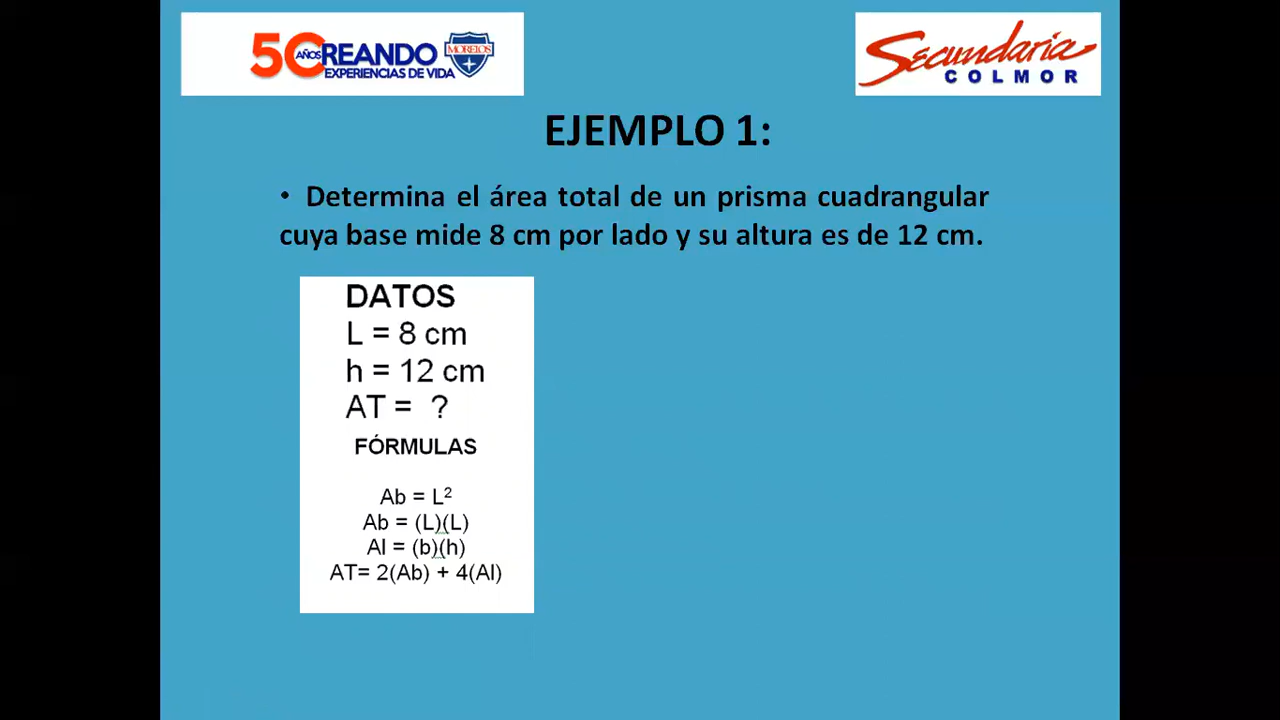 50 AÑOS CREANDO
EXPERIENCIAS DE VIDA
MORELOS
Secundaria
COLMOR
EJEMPLO 1:
• Determina el área total de un prisma cuadrangular
cuya base mide 8 cm por lado y su altura es de 12 cm.
DATOS
L = 8 cm
h = 12 cm
AT = ?
FÓRMULAS
Ab = L²
Ab = (L)(L)
Al = (b)(h)
AT= 2(Ab) + 4(Al)